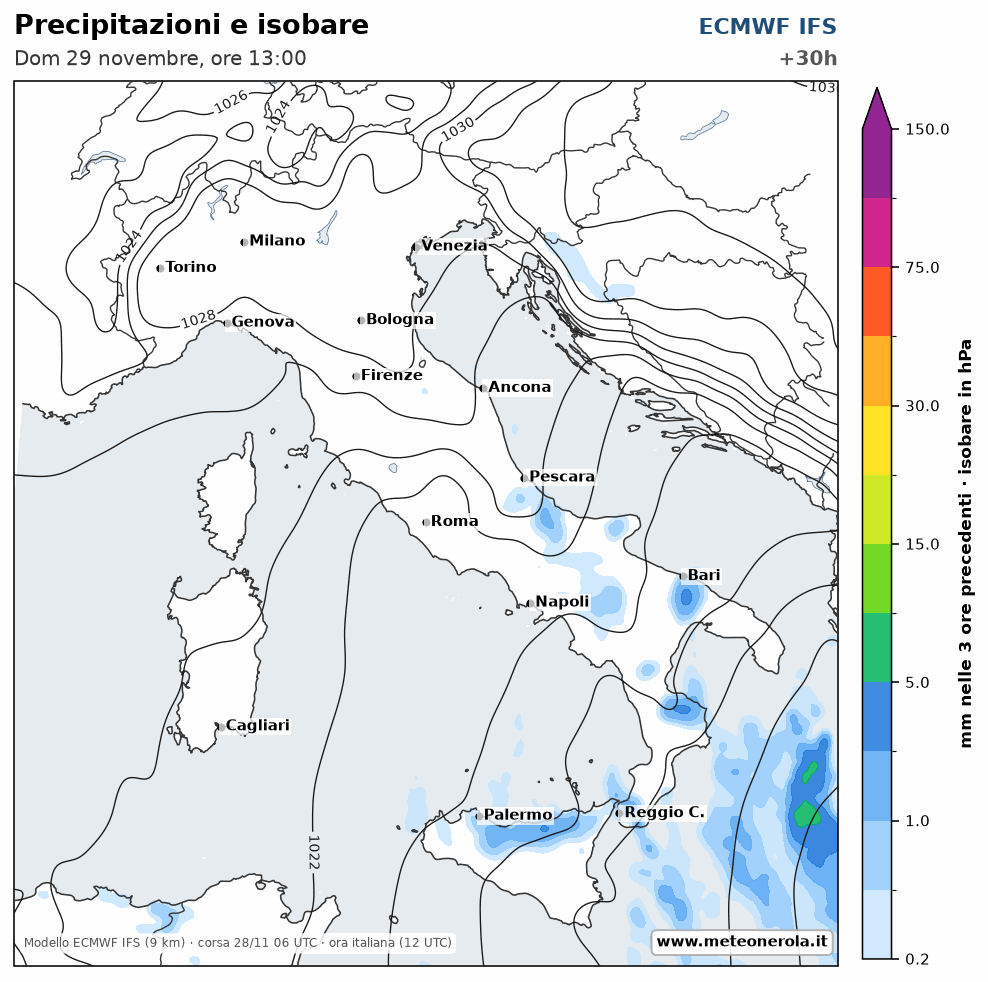 Precipitazioni e isobare
ECMWF IFS
Dom 29 novembre, ore 13:00
+30h
1026
1024
1030
103
150.0
1024
Milano
Venezia
Torino
75.0
1028
Genova
Bologna
Firenze
Ancona
30.0
Pescara
Roma
15.0
Bari
Napoli
5.0
Cagliari
Palermo
Reggio C.
1.0
1022
mm nelle 3 ore precedenti · isobare in hPa
Modello ECMWF IFS (9 km) · corsa 28/11 06 UTC · ora italiana (12 UTC)
www.meteonerola.it
0.2